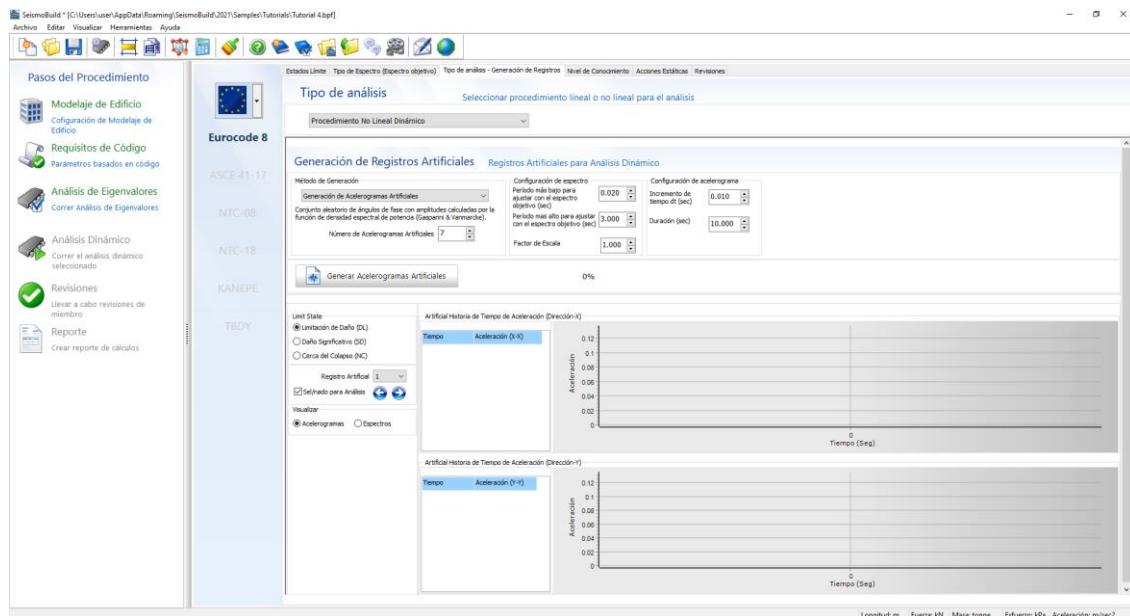 SeismoBuild * [C:\Users\user\AppData\Roaming\SeismoBuild\2021\Samples\Tutorials\Tutorial 4.bpf]
Archivo Editar Visualizar Herramientas Ayuda
Pasos del Procedimiento
Modelaje de Edificio
Cofiguración de Modelaje de
Edificio
Requisitos de Código
Parámetros basados en código
Análisis de Eigenvalores
Correr Análisis de Eigenvalores
Análisis Dinámico
Correr el análisis dinámico
seleccionado
Revisiones
Llevar a cabo revisiones de
miembro
Reporte
Crear reporte de cálculos
Eurocode 8
ASCE 41-17
NTC-08
NTC-18
KANEPE
TBDY
Estados Límite Tipo de Espectro (Espectro objetivo) Tipo de análisis - Generación de Registros Nivel de Conocimiento Acciones Estáticas Revisiones
Tipo de análisis Seleccionar procedimiento lineal o no lineal para el análisis
Procedimiento No Lineal Dinámico
Generación de Registros Artificiales Registros Artificiales para Análisis Dinámico
Método de Generación
Generación de Acelerogramas Artificiales
Conjunto aleatorio de ángulos de fase con amplitudes calculadas por la
función de densidad espectral de potencia (Gasparini & Vanmarcke).
Número de Acelerogramas Artificiales 7
Configuración de espectro
Período más bajo para
ajustar con el espectro
objetivo (sec) 0.020
Período mas alto para ajustar
con el espectro objetivo (sec) 3.000
Factor de Escala 1.000
Configuración de acelerograma
Incremento de
tiempo dt (sec) 0.010
Duración (sec) 10.000
Generar Acelerogramas Artificiales 0%
Limit State
Limitación de Daño (DL)
Daño Significativo (SD)
Cerca del Colapso (NC)
Registro Artificial 1
Sel/nado para Análisis
Visualizar
Acelerogramas Espectros
Artificial Historia de Tiempo de Aceleración (Dirección-X)
Tiempo Aceleración (X-X)
Aceleración
0.12
0.1
0.08
0.06
0.04
0.02
0
0
Tiempo (Seg)
Artificial Historia de Tiempo de Aceleración (Dirección-Y)
Tiempo Aceleración (Y-Y)
Aceleración
0.12
0.1
0.08
0.06
0.04
0.02
0
0
Tiempo (Seg)
Longitud: m Fuerza: kN Masa: tonne Esfuerzo: kPa Aceleración: m/sec2